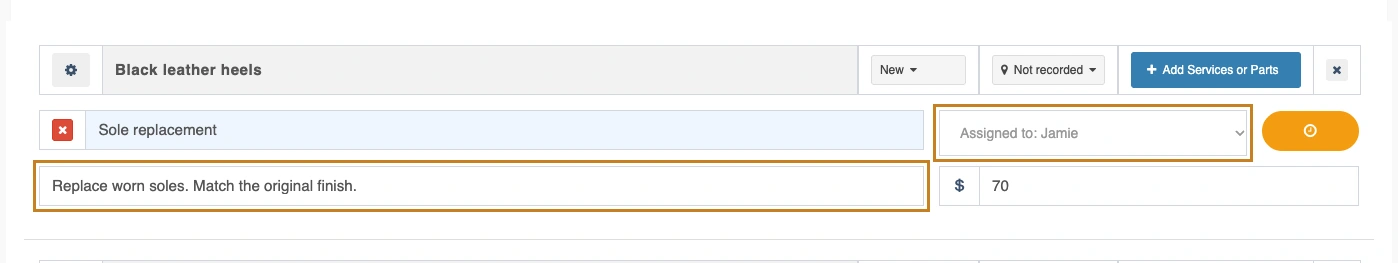 Black leather heels New Not recorded + Add Services or Parts
Sole replacement Assigned to: Jamie
Replace worn soles. Match the original finish. $ 70